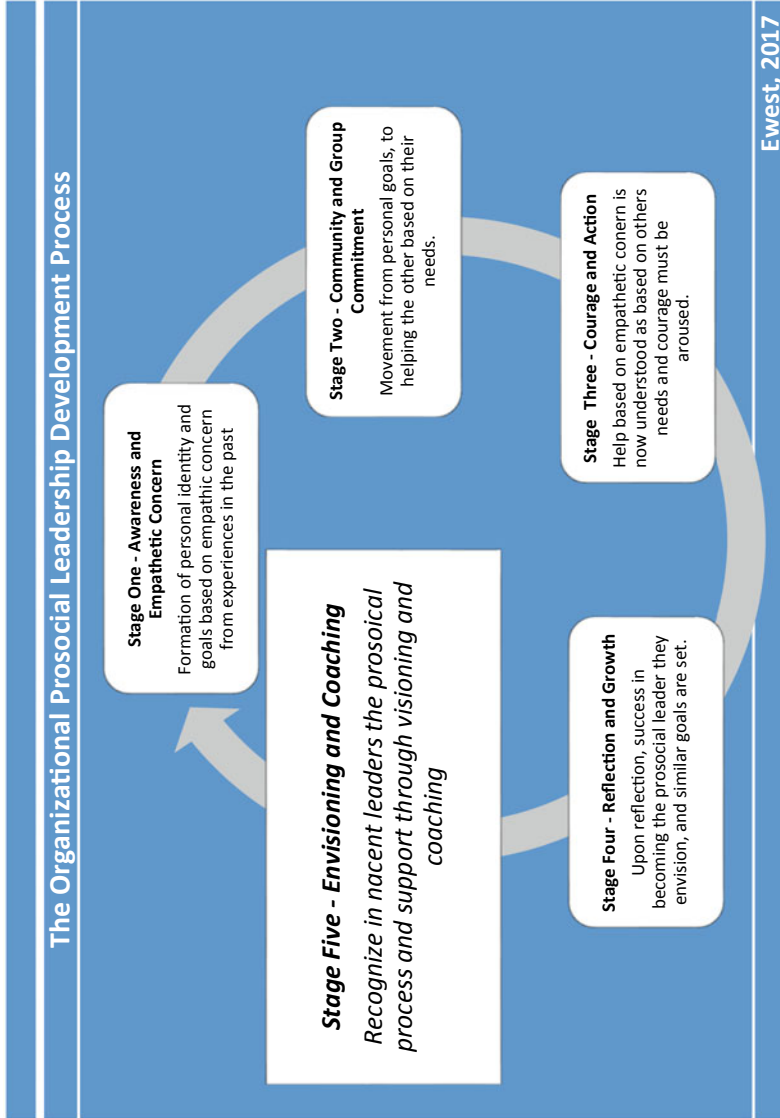 The Organizational Prosocial Leadership Development Process
Stage One - Awareness and
Empathetic Concern
Formation of personal identity and
goals based on empathic concern
from experiences in the past
Stage Two - Community and Group
Commitment
Movement from personal goals, to
helping the other based on their
needs.
Stage Three - Courage and Action
Help based on empathetic conern is
now understood as based on others
needs and courage must be
aroused.
Stage Four - Reflection and Growth
Upon reflection, success in
becoming the prosocial leader they
envision, and similar goals are set.
Stage Five - Envisioning and Coaching
Recognize in nacent leaders the prosoical
process and support through visioning and
coaching
Ewest, 2017